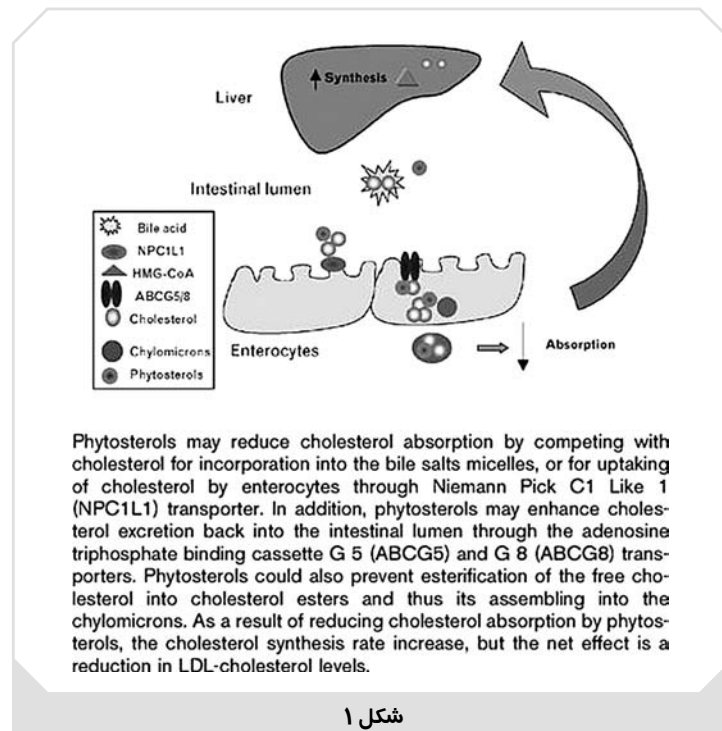 Synthesis
Liver
Intestinal lumen
Bile acid
NPC1L1
HMG-CoA
ABCG5/8
Cholesterol
Chylomicrons
Phytosterols
Enterocytes
Absorption
Phytosterols may reduce cholesterol absorption by competing with
cholesterol for incorporation into the bile salts micelles, or for uptaking
of cholesterol by enterocytes through Niemann Pick C1 Like 1
(NPC1L1) transporter. In addition, phytosterols may enhance choles-
terol excretion back into the intestinal lumen through the adenosine
triphosphate binding cassette G 5 (ABCG5) and G 8 (ABCG8) trans-
porters. Phytosterols could also prevent esterification of the free cho-
lesterol into cholesterol esters and thus its assembling into the
chylomicrons. As a result of reducing cholesterol absorption by phytos-
terols, the cholesterol synthesis rate increase, but the net effect is a
reduction in LDL-cholesterol levels.
شکل ۱